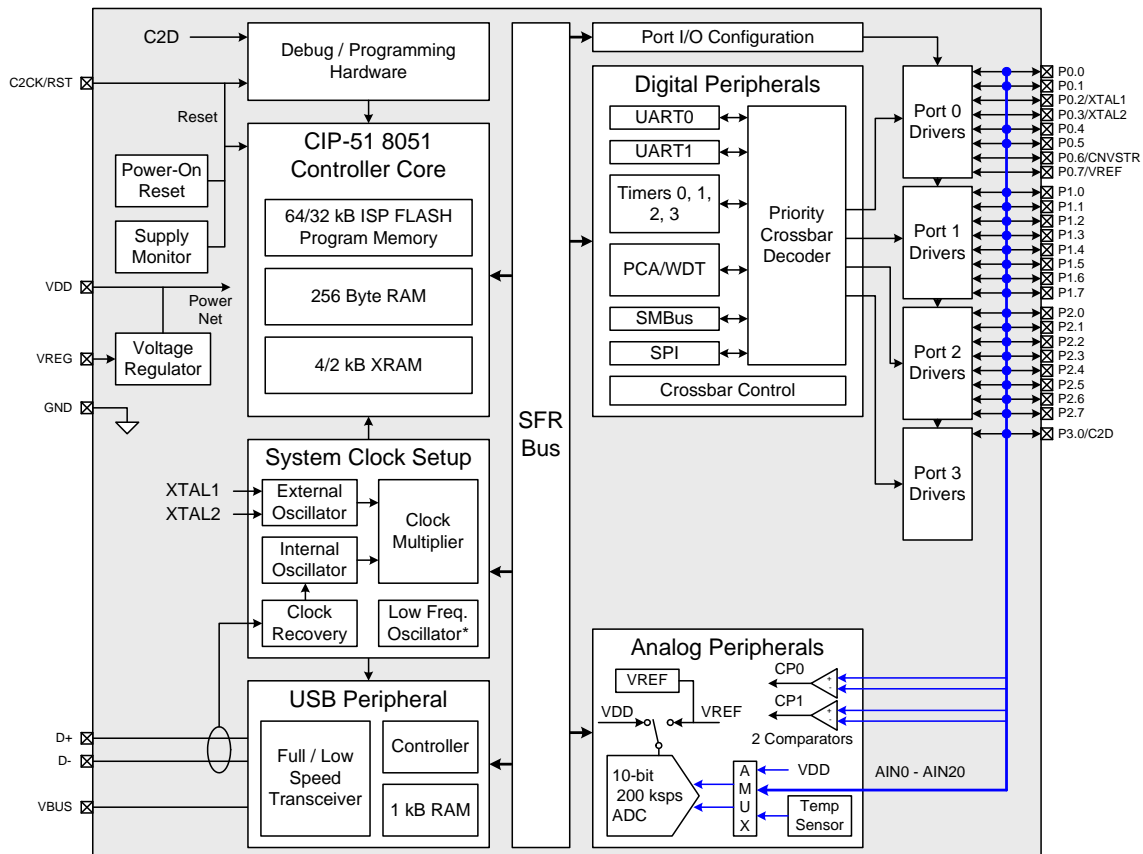 C2D
Debug / Programming
Hardware
C2CK/RST
Reset
Power-On
Reset
Supply
Monitor
VDD
Power
Net
VREG
Voltage
Regulator
GND
CIP-51 8051
Controller Core
64/32 kB ISP FLASH
Program Memory
256 Byte RAM
4/2 kB XRAM
System Clock Setup
XTAL1
XTAL2
External
Oscillator
Internal
Oscillator
Clock
Recovery
Clock
Multiplier
Low Freq.
Oscillator*
USB Peripheral
D+
D-
VBUS
Full / Low
Speed
Transceiver
Controller
1 kB RAM
SFR
Bus
Port I/O Configuration
Digital Peripherals
UART0
UART1
Timers 0, 1,
2, 3
PCA/WDT
SMBus
SPI
Priority
Crossbar
Decoder
Crossbar Control
Port 0
Drivers
Port 1
Drivers
Port 2
Drivers
Port 3
Drivers
P0.0
P0.1
P0.2/XTAL1
P0.3/XTAL2
P0.4
P0.5
P0.6/CNVSTR
P0.7/VREF
P1.0
P1.1
P1.2
P1.3
P1.4
P1.5
P1.6
P1.7
P2.0
P2.1
P2.2
P2.3
P2.4
P2.5
P2.6
P2.7
P3.0/C2D
Analog Peripherals
VREF
VDD
VREF
CP0
+
-
CP1
+
-
2 Comparators
10-bit
200 ksps
ADC
A
M
U
X
VDD
AIN0 - AIN20
Temp
Sensor